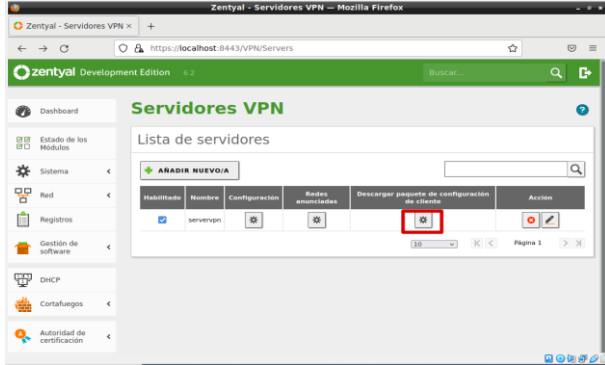 Zentyal - Servidores VPN — Mozilla Firefox
Zentyal - Servidores VPN ×
https://localhost:8443/VPN/Servers
zentyal Development Edition 6.2
Buscar...
Servidores VPN
Dashboard
Estado de los
Módulos
Sistema
Red
Registros
Gestión de
software
DHCP
Cortafuegos
Autoridad de
certificación
Lista de servidores
AÑADIR NUEVO/A
Habilitado Nombre Configuración Redes
anunciadas Descargar paquete de configuración
de cliente Acción
servervpn
10 Página 1